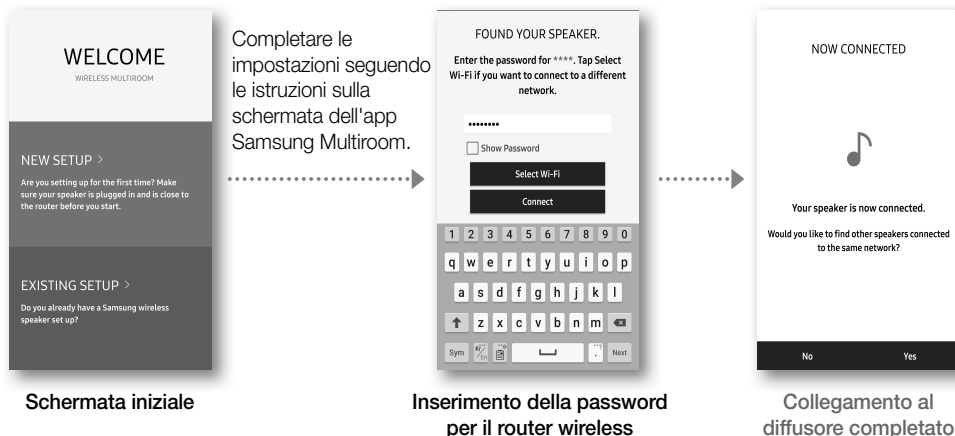 WELCOME
WIRELESS MULTIROOM
NEW SETUP >
Are you setting up for the first time? Make
sure your speaker is plugged in and is close to
the router before you start.
EXISTING SETUP >
Do you already have a Samsung wireless
speaker set up?
Schermata iniziale
Completare le
impostazioni seguendo
le istruzioni sulla
schermata dell'app
Samsung Multiroom.
FOUND YOUR SPEAKER.
Enter the password for ****. Tap Select
Wi-Fi if you want to connect to a different
network.
••••••••
Show Password
Select Wi-Fi
Connect
1 2 3 4 5 6 7 8 9 0
q w e r t y u i o p
a s d f g h j k l
z x c v b n m
Sym En . Next
Inserimento della password
per il router wireless
NOW CONNECTED
Your speaker is now connected.
Would you like to find other speakers connected
to the same network?
No Yes
Collegamento al
diffusore completato